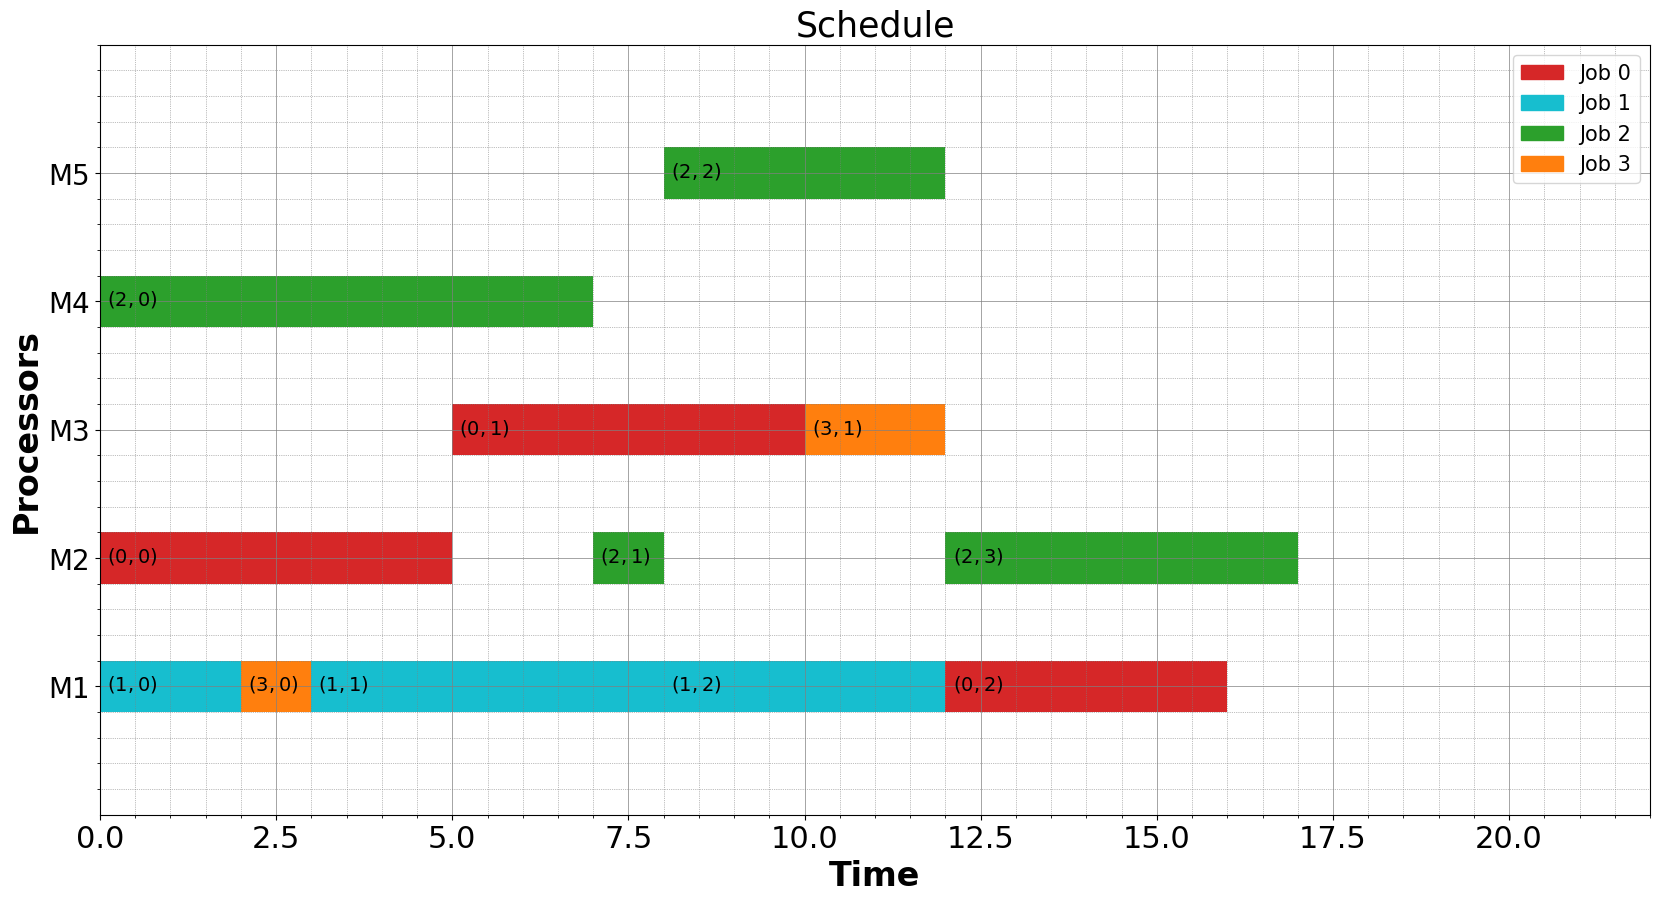 Schedule
Job 0
Job 1
Job 2
Job 3
M5
(2, 2)
M4
(2, 0)
M3
(0, 1)
(3, 1)
M2
(0, 0)
(2, 1)
(2, 3)
M1
(1, 0)
(3, 0)
(1, 1)
(1, 2)
(0, 2)
Processors
0.0
2.5
5.0
7.5
10.0
12.5
15.0
17.5
20.0
Time